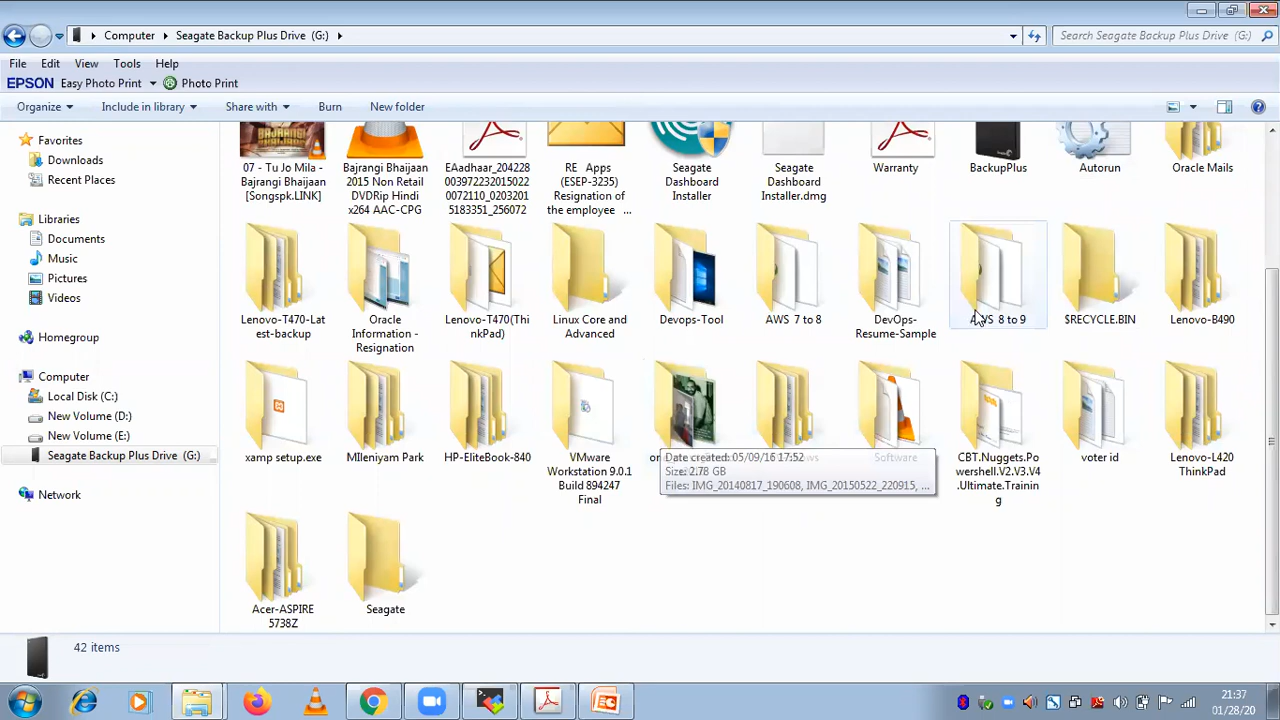 Computer Seagate Backup Plus Drive (G:)
Search Seagate Backup Plus Drive (G:)
File Edit View Tools Help
EPSON Easy Photo Print Photo Print
Organize Include in library Share with Burn New folder
Favorites
Downloads
Recent Places
Libraries
Documents
Music
Pictures
Videos
Homegroup
Computer
Local Disk (C:)
New Volume (D:)
New Volume (E:)
Seagate Backup Plus Drive (G:)
Network
07 - Tu Jo Mila -
Bajrangi Bhaijaan
[Songspk.LINK]
Bajrangi Bhaijaan
2015 Non Retail
DVDRip Hindi
x264 AAC-CPG
EAadhaar_204228
003972232015022
0072110_0203201
5183351_256072
RE Apps
(ESEP-3235)
Resignation of
the employee ...
Seagate
Dashboard
Installer
Seagate
Dashboard
Installer.dmg
Warranty
BackupPlus
Autorun
Oracle Mails
Lenovo-T470-Lat
est-backup
Oracle
Information -
Resignation
Lenovo-T470(Thi
nkPad)
Linux Core and
Advanced
Devops-Tool
AWS 7 to 8
DevOps-
Resume-Sample
AWS 8 to 9
$RECYCLE.BIN
Lenovo-B490
xamp setup.exe
MIleniyam Park
HP-EliteBook-840
VMware
Workstation 9.0.1
Build 894247
Final
Software
CBT.Nuggets.Po
wershell.V2.V3.V4
.Ultimate.Trainin
g
voter id
Lenovo-L420
ThinkPad
Date created: 05/09/16 17:52
Size: 2.78 GB
Files: IMG_20140817_190608, IMG_20150522_220915, ...
Acer-ASPIRE
5738Z
Seagate
42 items
21:37
01/28/20